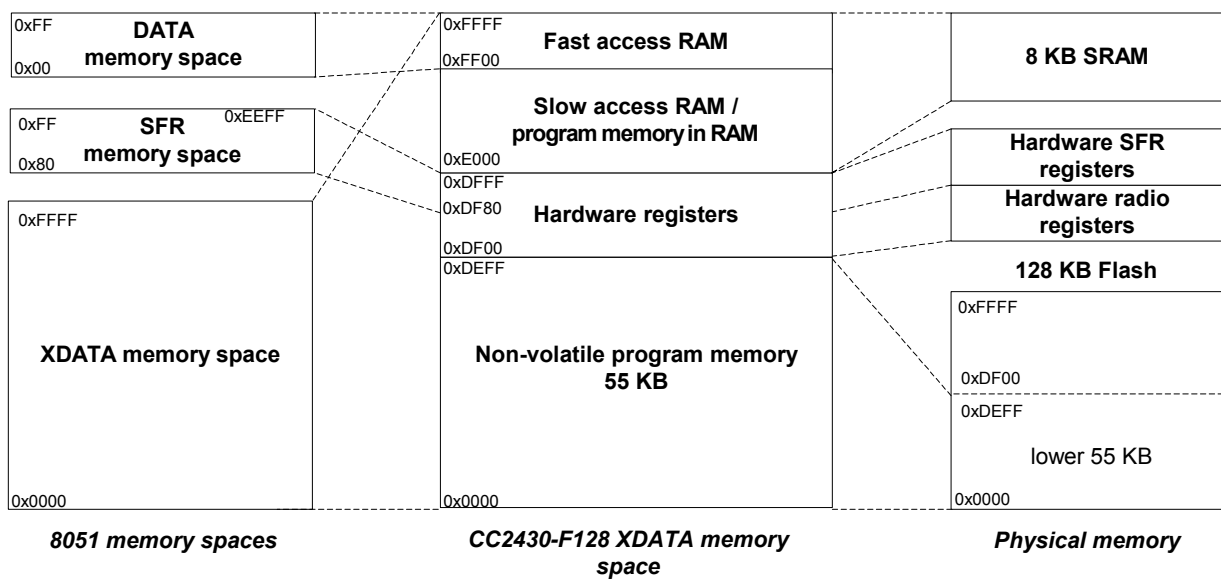 0xFF
DATA
memory space
0x00
0xFF
SFR
memory space
0xEEFF
0x80
0xFFFF
XDATA memory space
0x0000
8051 memory spaces
0xFFFF
Fast access RAM
0xFF00
Slow access RAM /
program memory in RAM
0xE000
0xDFFF
0xDF80
Hardware registers
0xDF00
0xDEFF
Non-volatile program memory
55 KB
0x0000
CC2430-F128 XDATA memory
space
8 KB SRAM
Hardware SFR
registers
Hardware radio
registers
128 KB Flash
0xFFFF
0xDF00
0xDEFF
lower 55 KB
0x0000
Physical memory